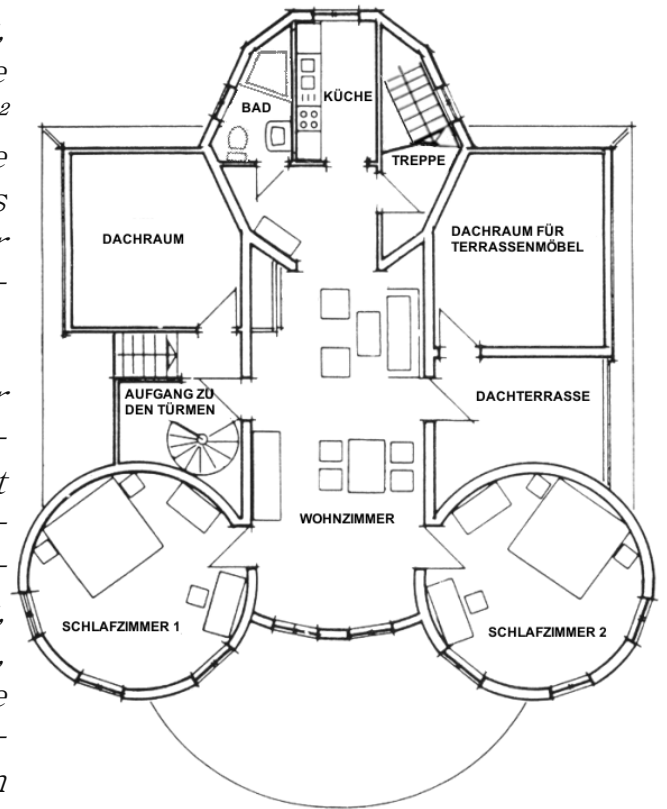 BAD
KÜCHE
TREPPE
DACHRAUM
DACHRAUM FÜR
TERRASSENMÖBEL
AUFGANG ZU
DEN TÜRMEN
DACHTERRASSE
WOHNZIMMER
SCHLAFZIMMER 1
SCHLAFZIMMER 2